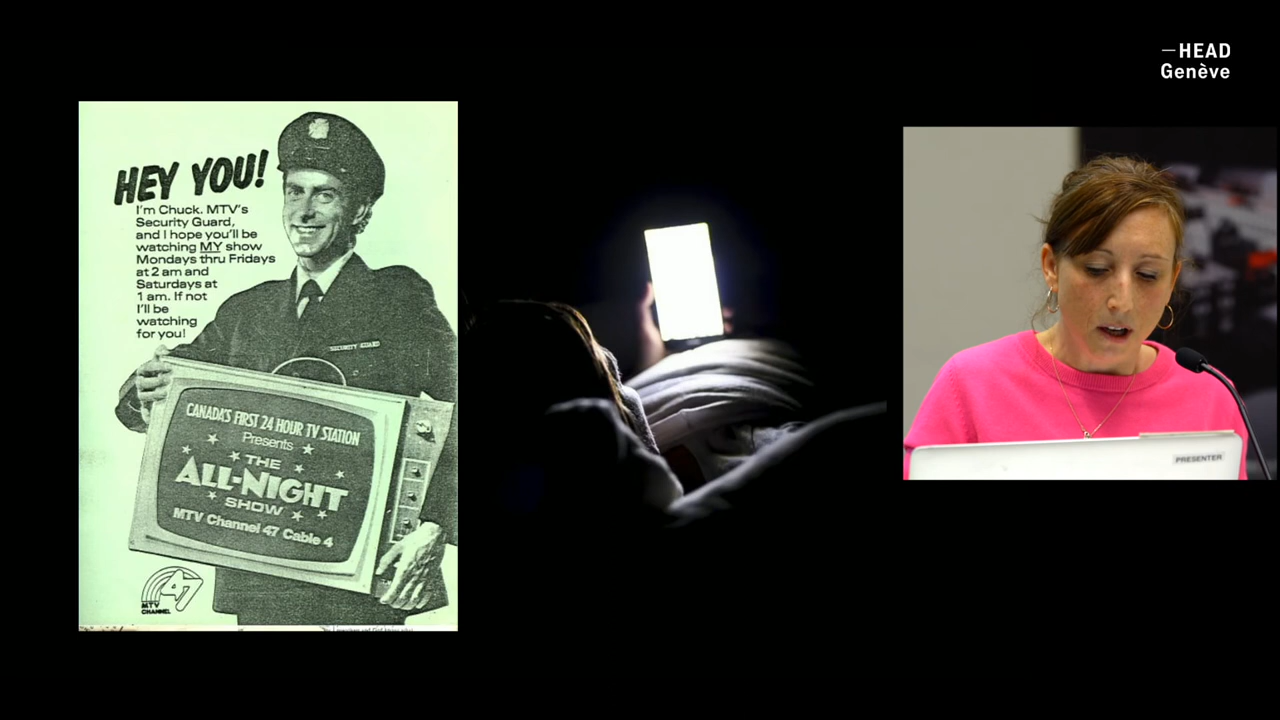 —HEAD
Genève
HEY YOU!
I'm Chuck. MTV's
Security Guard,
and I hope you'll be
watching MY show
Mondays thru Fridays
at 2 am and
Saturdays at
1 am. If not
I'll be
watching
for you!
SECURITY GUARD
CANADA'S FIRST 24 HOUR TV STATION
Presents
THE
ALL-NIGHT
SHOW
MTV Channel 47 Cable 4
47
MTV
CHANNEL
PRESENTER